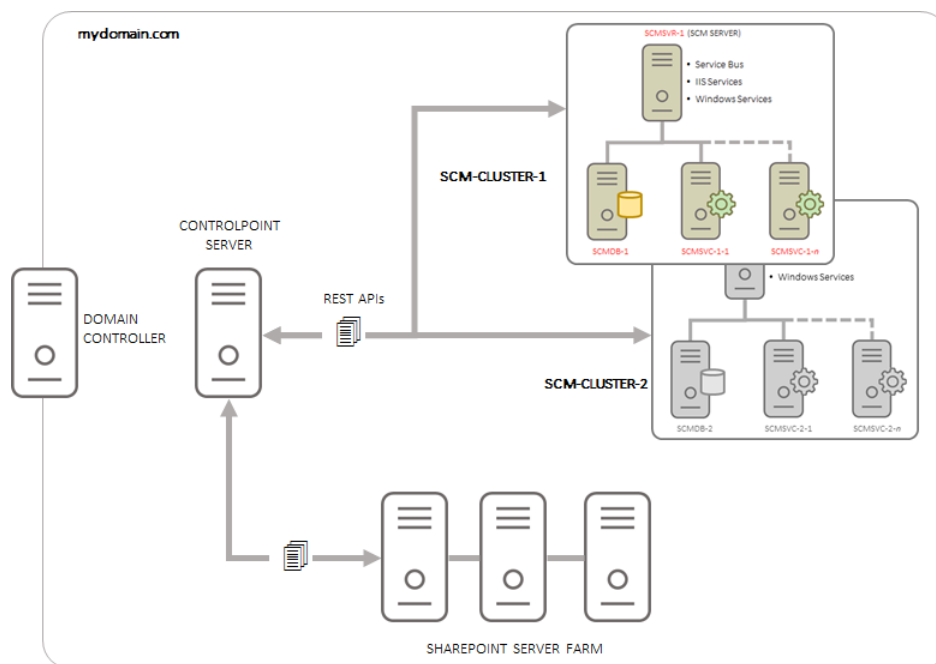 mydomain.com
SCMSVR-1 (SCM SERVER)
• Service Bus
• IIS Services
• Windows Services
SCM-CLUSTER-1
SCMDB-1
SCMSVC-1-1
SCMSVC-1-n
CONTROLPOINT
SERVER
• Windows Services
REST APIs
DOMAIN
CONTROLLER
SCM-CLUSTER-2
SCMDB-2
SCMSVC-2-1
SCMSVC-2-n
SHAREPOINT SERVER FARM